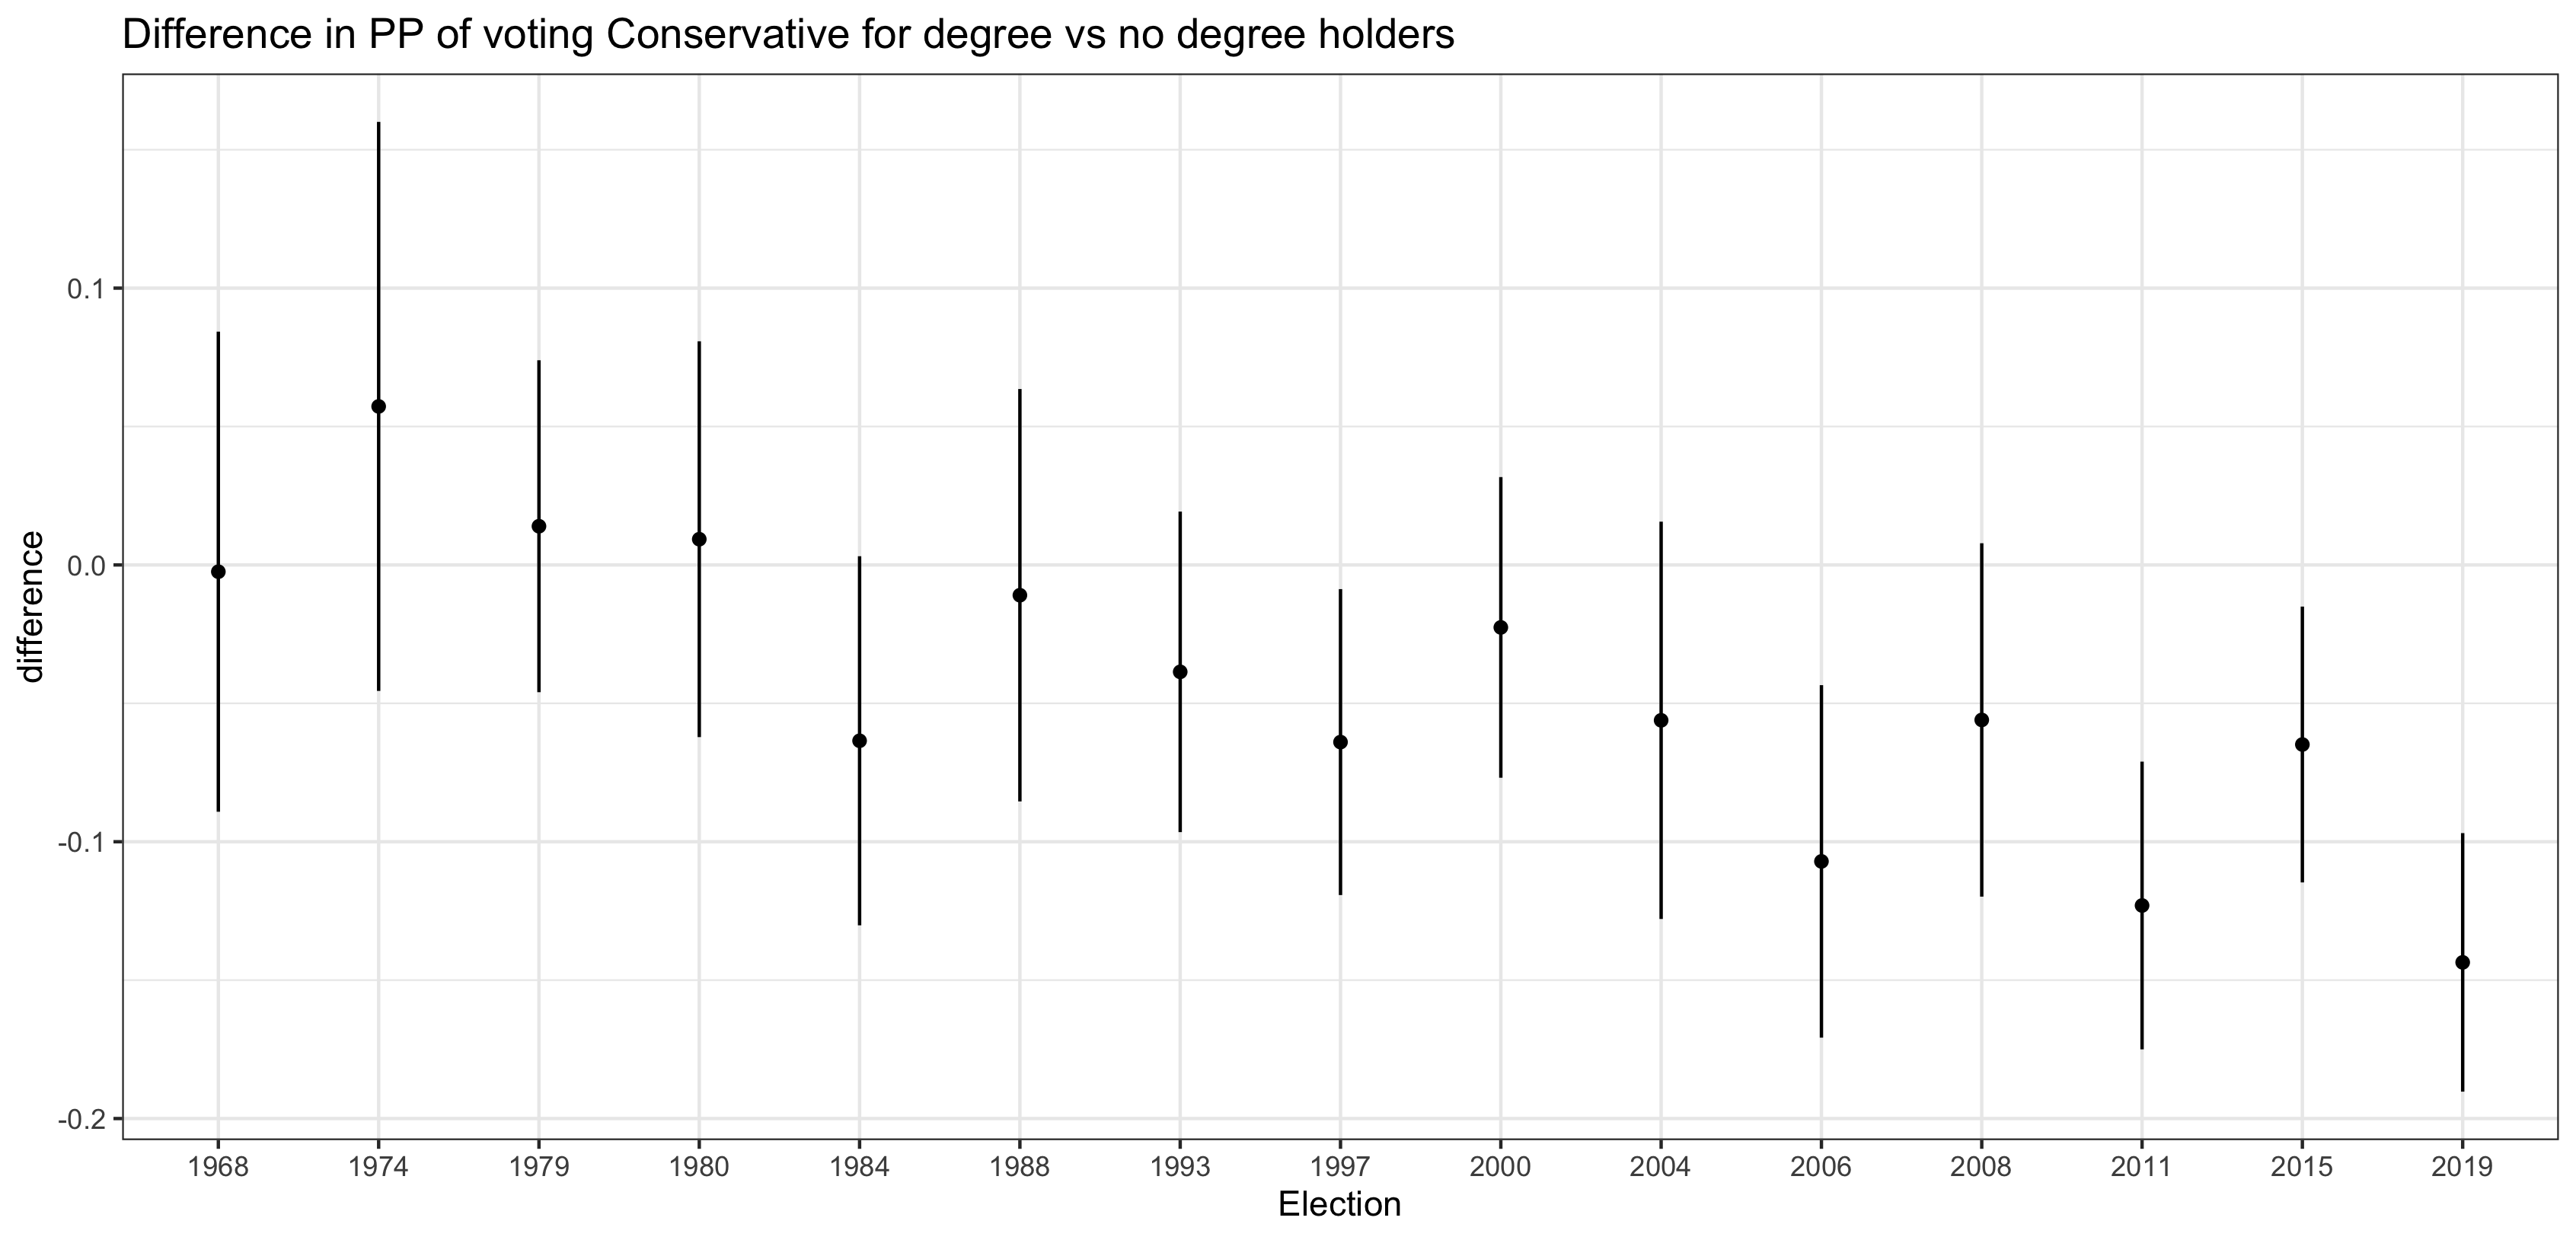 Difference in PP of voting Conservative for degree vs no degree holders
difference
0.1
0.0
-0.1
-0.2
1968 1974 1979 1980 1984 1988 1993 1997 2000 2004 2006 2008 2011 2015 2019
Election